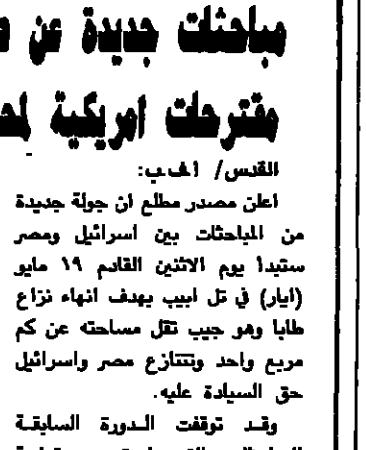 مباحثات جديدة عن
مقترحات امريكية
القدس/ أ.ف.ب:
اعلن مصدر مطلع ان جولة جديدة
من المباحثات بين اسرائيل ومصر
ستبدأ يوم الاثنين القادم ١٩ مايو
(ايار) في تل ابيب بهدف انهاء نزاع
طابا وهو جيب تقل مساحته عن كم
مربع واحد وتتنازع مصر واسرائيل
حق السيادة عليه.
وقد توقفت الدورة السابقة